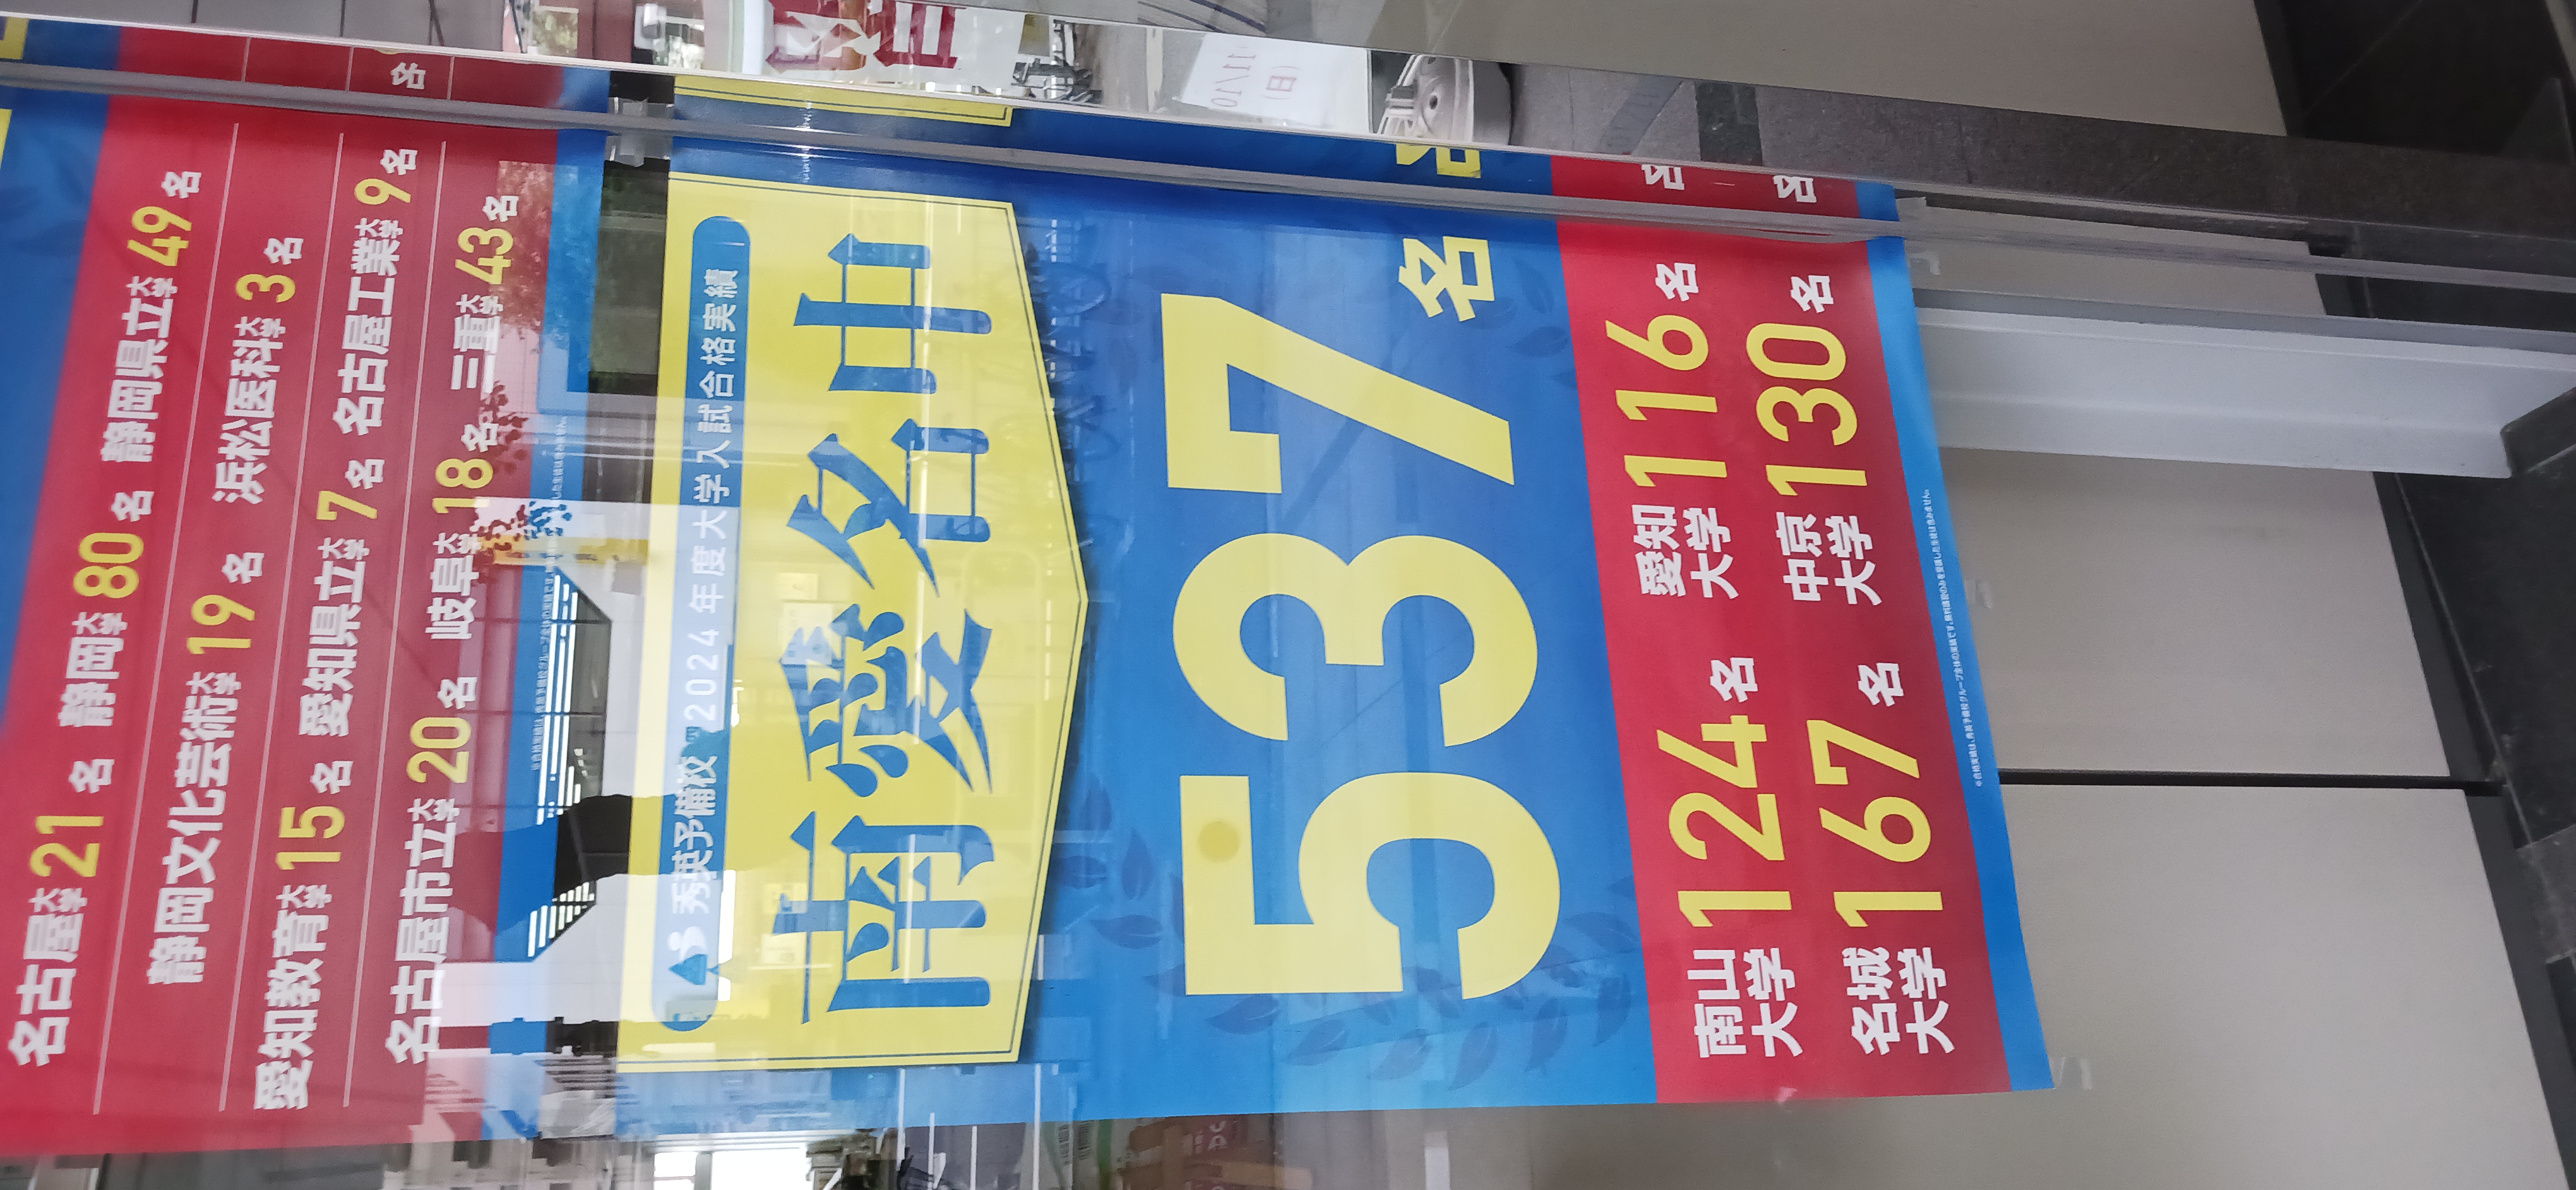 名古屋大学21名 静岡大学80名 静岡県立大学49名
静岡文化芸術大学19名 浜松医科大学3名
愛知教育大学15名 愛知県立大学7名 名古屋工業大学9名
名古屋市立大学20名 岐阜大学18名 三重大学43名
秀英予備校 2024年度大学入試合格実績
南愛名中
537名
南山大学124名 愛知大学116名
名城大学167名 中京大学130名
11/10
(日)